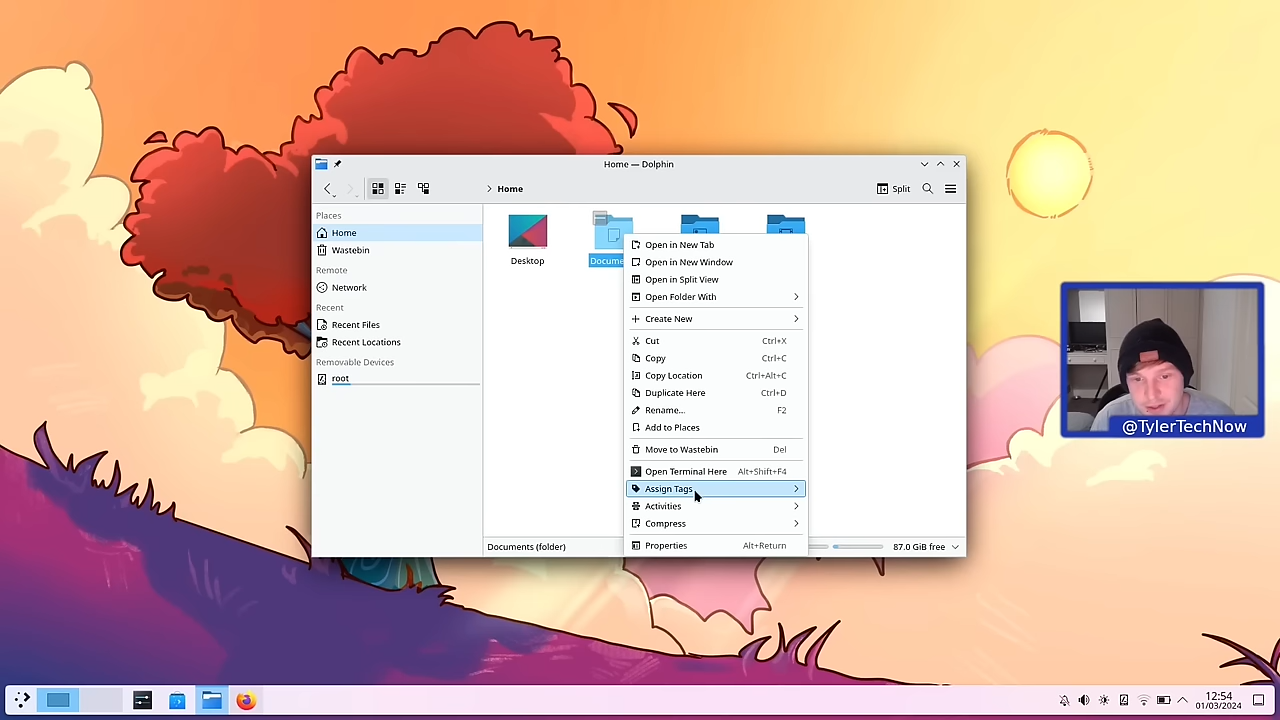 Home — Dolphin
Home
Split
Places
Home
Wastebin
Remote
Network
Recent
Recent Files
Recent Locations
Removable Devices
root
Desktop
Docume
Open in New Tab
Open in New Window
Open in Split View
Open Folder With
Create New
Cut Ctrl+X
Copy Ctrl+C
Copy Location Ctrl+Alt+C
Duplicate Here Ctrl+D
Rename... F2
Add to Places
Move to Wastebin Del
Open Terminal Here Alt+Shift+F4
Assign Tags
Activities
Compress
Properties Alt+Return
Documents (folder)
87.0 GiB free
@TylerTechNow
12:54
01/03/2024